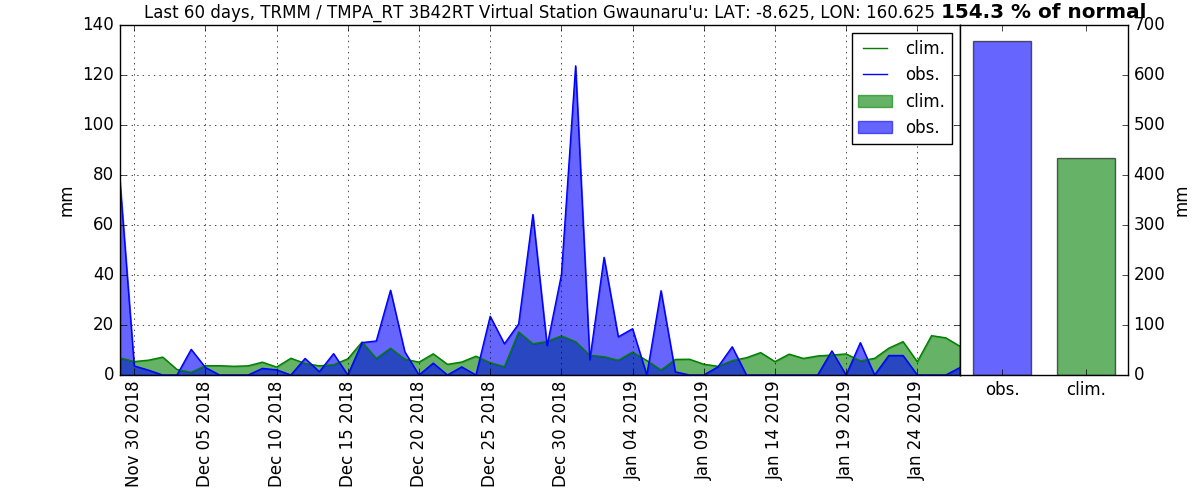 Last 60 days, TRMM / TMPA_RT 3B42RT Virtual Station Gwaunaru'u: LAT: -8.625, LON: 160.625 154.3 % of normal
140
120
100
80
60
40
20
0
mm
clim.
obs.
clim.
obs.
Nov 30 2018
Dec 05 2018
Dec 10 2018
Dec 15 2018
Dec 20 2018
Dec 25 2018
Dec 30 2018
Jan 04 2019
Jan 09 2019
Jan 14 2019
Jan 19 2019
Jan 24 2019
700
600
500
400
300
200
100
0
mm
obs. clim.